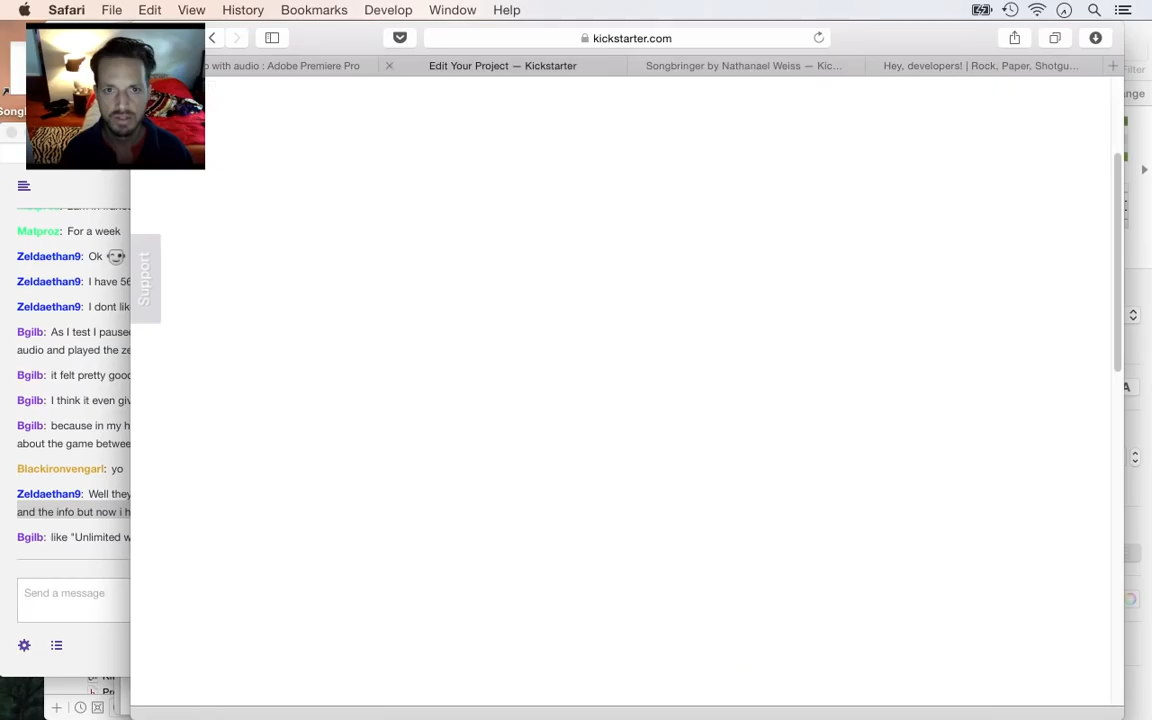 Safari File Edit View History Bookmarks Develop Window Help
kickstarter.com
with audio : Adobe Premiere Pro
Edit Your Project — Kickstarter
Songbringer by Nathanael Weiss — Kic...
Hey, developers! | Rock, Paper, Shotgu...
Filter
Support
Matproz: For a week
Zeldaethan9: Ok
Zeldaethan9: I have 56
Zeldaethan9: I dont lik
Bgilb: As I test I paused
audio and played the ze
Bgilb: it felt pretty good
Bgilb: I think it even giv
Bgilb: because in my h
about the game betwee
Blackironvengarl: yo
Zeldaethan9: Well they
and the info but now i h
Bgilb: like "Unlimited w
Send a message
A